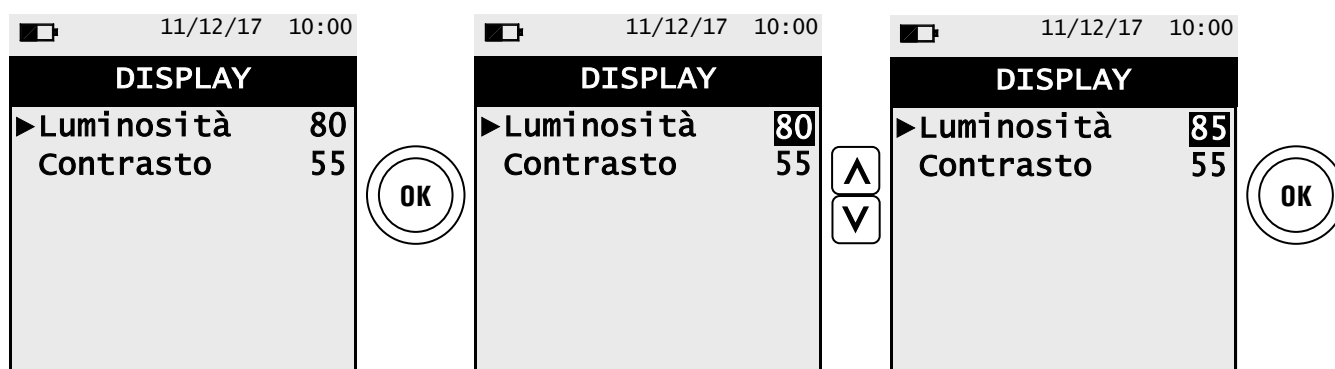 11/12/17 10:00
DISPLAY
►Luminosità 80
Contrasto 55
OK
11/12/17 10:00
DISPLAY
►Luminosità 80
Contrasto 55
11/12/17 10:00
DISPLAY
►Luminosità 85
Contrasto 55
OK